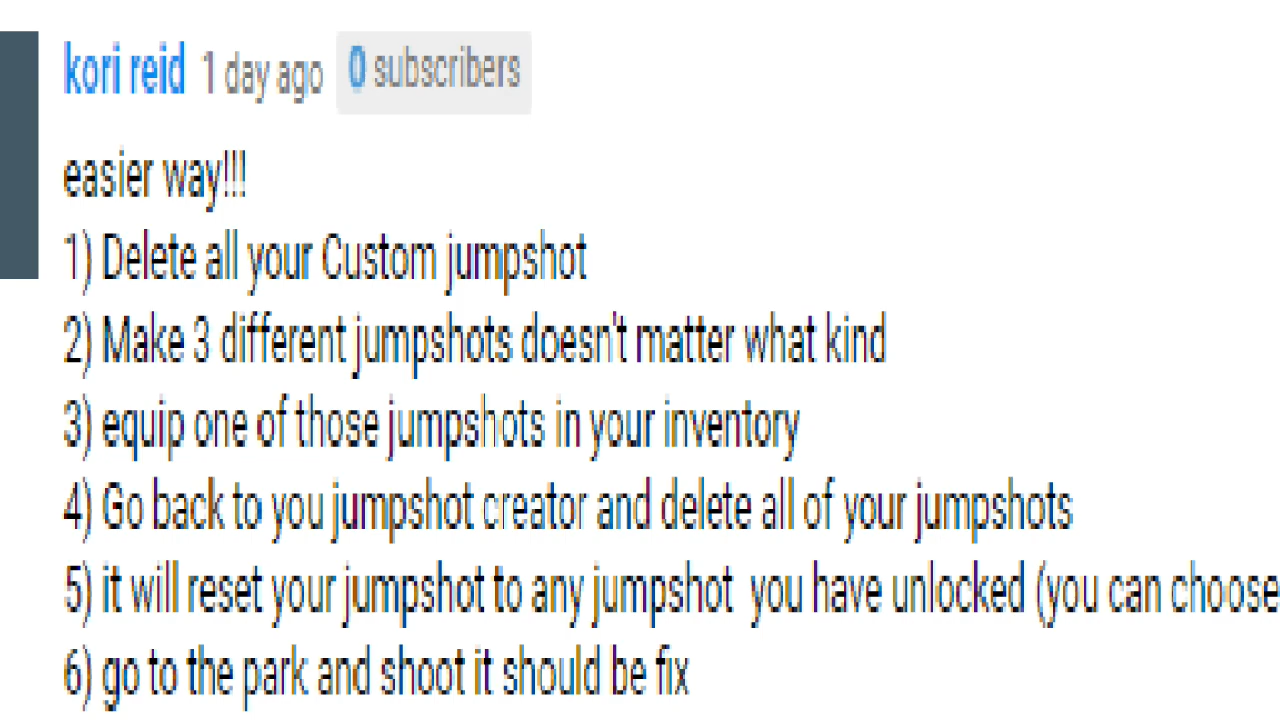 kori reid 1 day ago 0 subscribers
easier way!!!
1) Delete all your Custom jumpshot
2) Make 3 different jumpshots doesn't matter what kind
3) equip one of those jumpshots in your inventory
4) Go back to you jumpshot creator and delete all of your jumpshots
5) it will reset your jumpshot to any jumpshot you have unlocked (you can choose
6) go to the park and shoot it should be fix